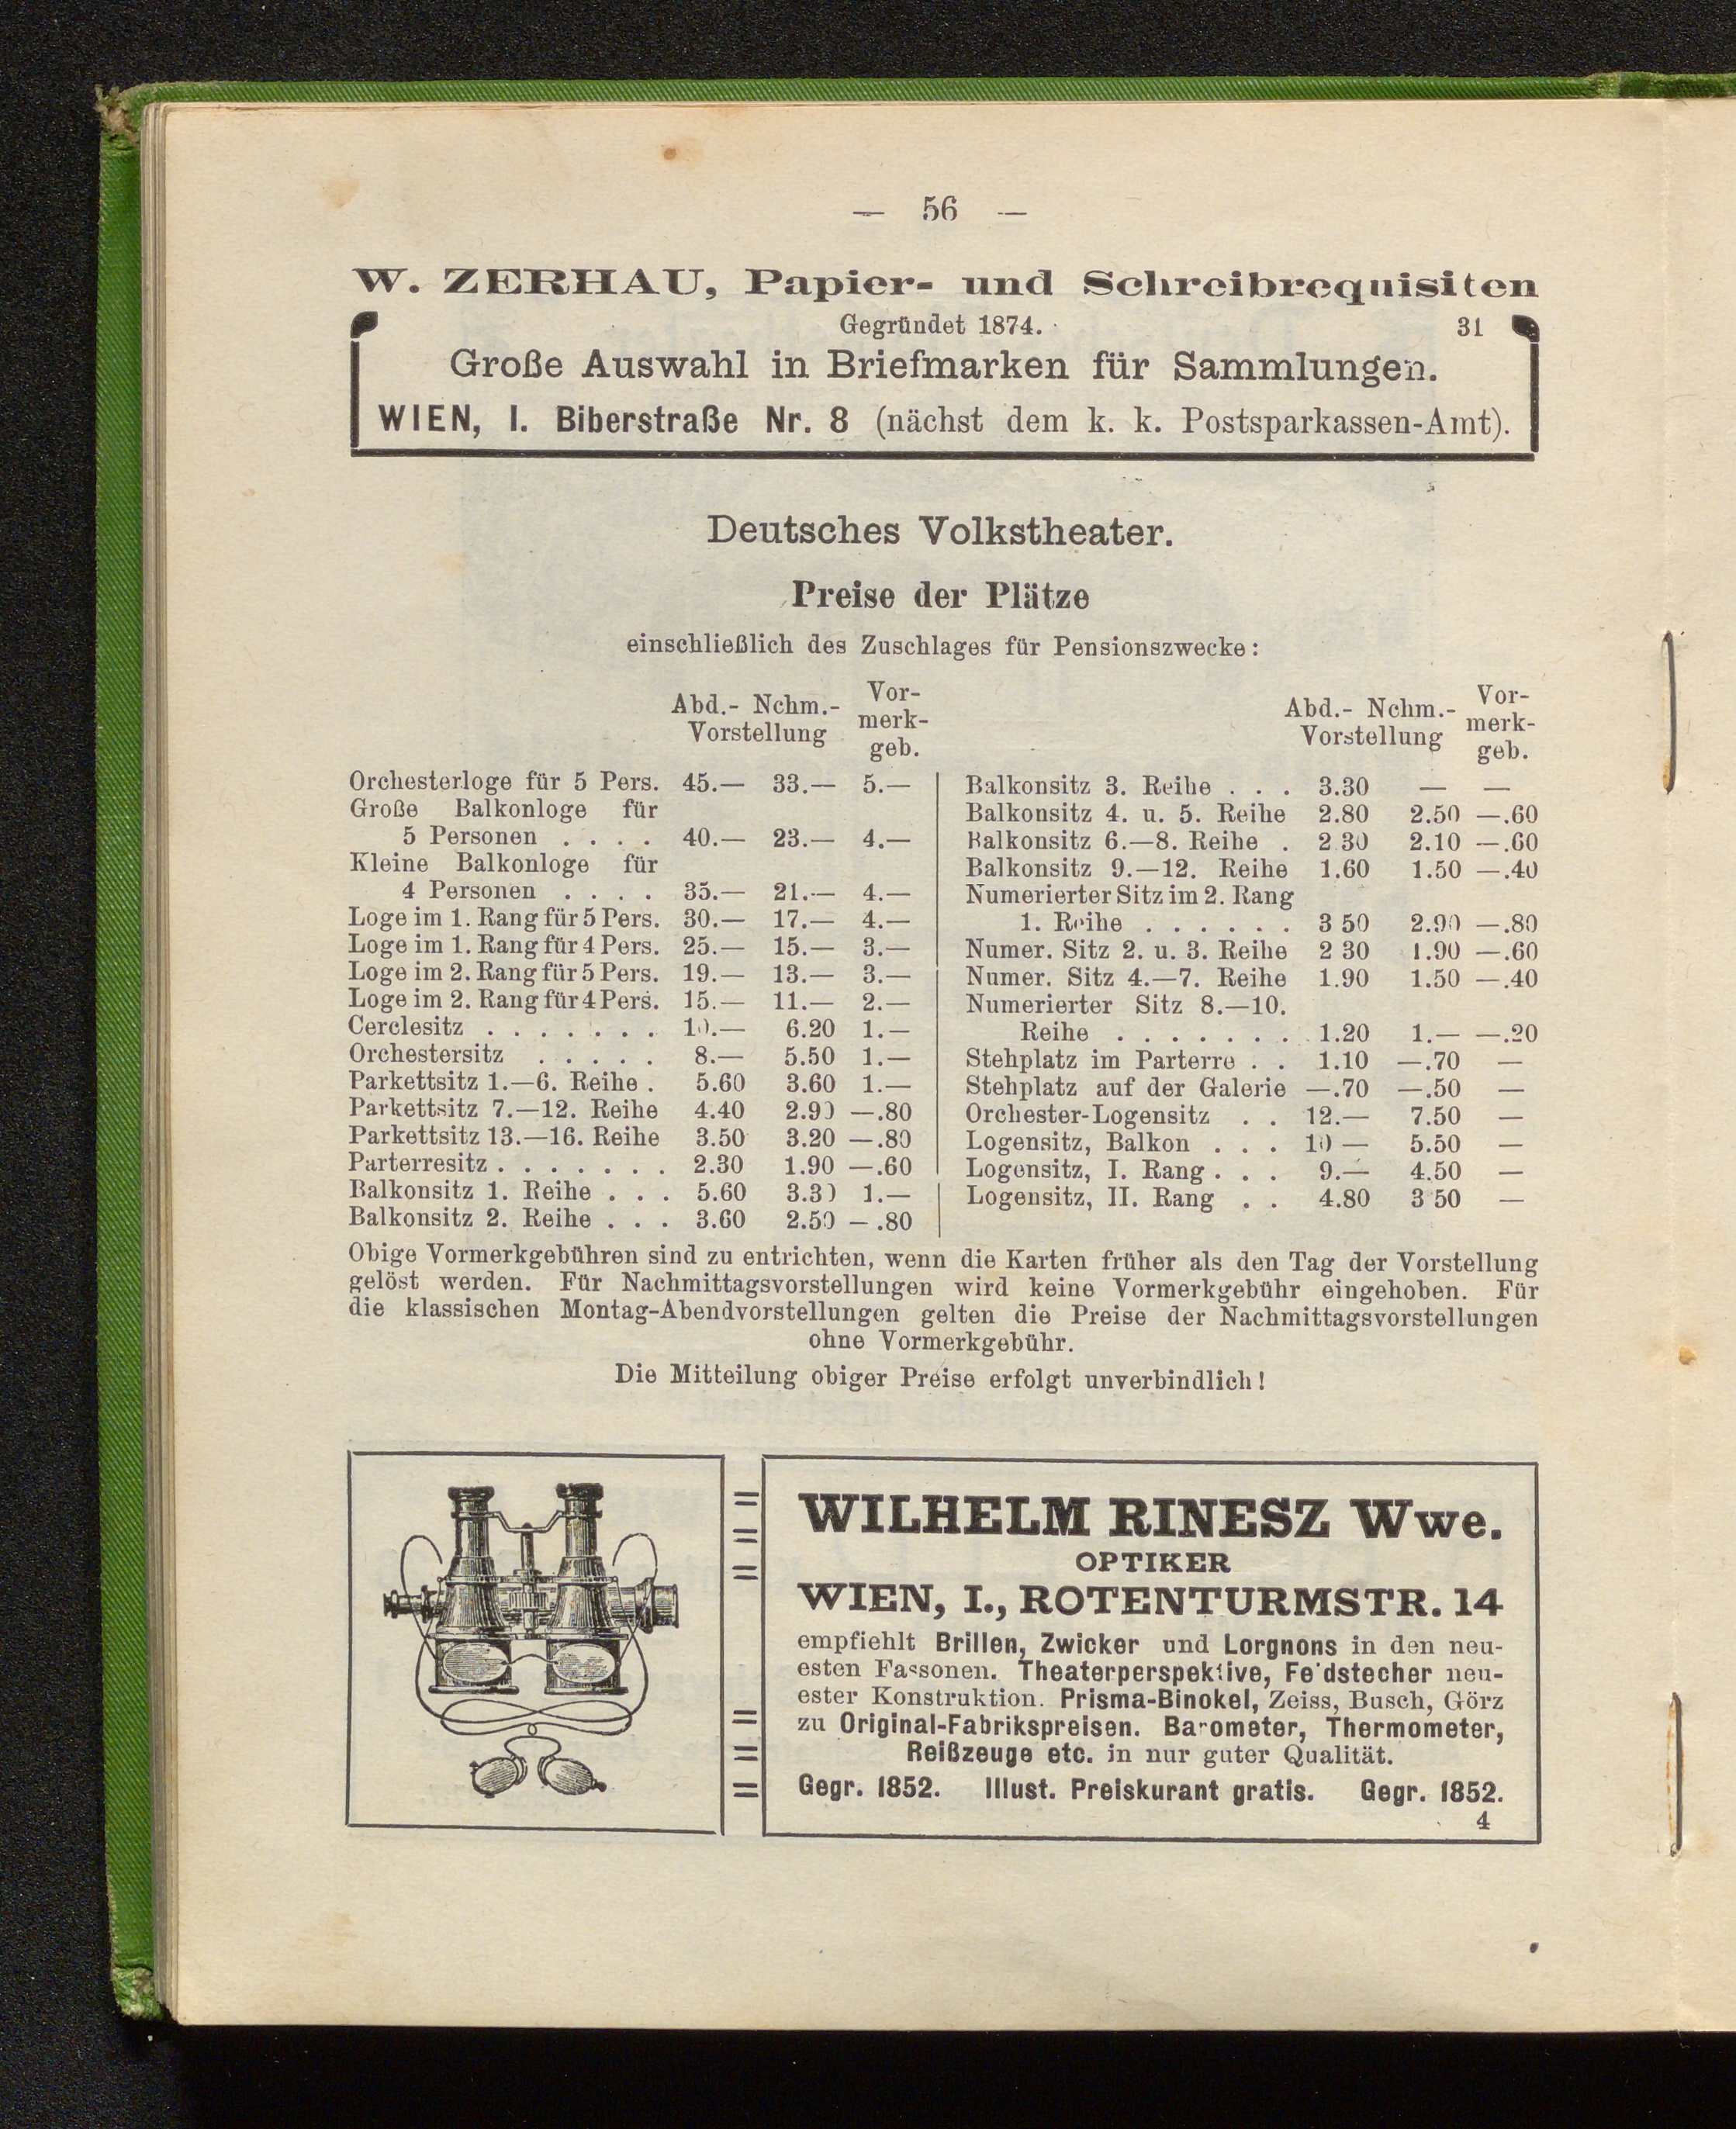 — 56 —
W. ZERHAU, Papier- und Schreibrequisiten
Gegründet 1874. 31
Große Auswahl in Briefmarken für Sammlungen.
WIEN, I. Biberstraße Nr. 8 (nächst dem k. k. Postsparkassen-Amt).
Deutsches Volkstheater.
Preise der Plätze
einschließlich des Zuschlages für Pensionszwecke:
Abd.- Nchm.- Vor-
Vorstellung merk-
geb.
Orchesterloge für 5 Pers. 45.— 33.— 5.—
Große Balkonloge für
5 Personen . . . . 40.— 23.— 4.—
Kleine Balkonloge für
4 Personen . . . . 35.— 21.— 4.—
Loge im 1. Rang für 5 Pers. 30.— 17.— 4.—
Loge im 1. Rang für 4 Pers. 25.— 15.— 3.—
Loge im 2. Rang für 5 Pers. 19.— 13.— 3.—
Loge im 2. Rang für 4 Pers. 15.— 11.— 2.—
Cerclesitz . . . . . . . 10.— 6.20 1.—
Orchestersitz . . . . . 8.— 5.50 1.—
Parkettsitz 1.—6. Reihe . 5.60 3.60 1.—
Parkettsitz 7.—12. Reihe 4.40 2.90 —.80
Parkettsitz 13.—16. Reihe 3.50 3.20 —.80
Parterresitz . . . . . . . 2.30 1.90 —.60
Balkonsitz 1. Reihe . . . 5.60 3.30 1.—
Balkonsitz 2. Reihe . . . 3.60 2.50 —.80
Abd.- Nchm.- Vor-
Vorstellung merk-
geb.
Balkonsitz 3. Reihe . . . 3.30 — —
Balkonsitz 4. u. 5. Reihe 2.80 2.50 —.60
Balkonsitz 6.—8. Reihe . 2 30 2.10 —.60
Balkonsitz 9.—12. Reihe 1.60 1.50 —.40
Numerierter Sitz im 2. Rang
1. Reihe . . . . . . 3 50 2.90 —.80
Numer. Sitz 2. u. 3. Reihe 2 30 1.90 —.60
Numer. Sitz 4.—7. Reihe 1.90 1.50 —.40
Numerierter Sitz 8.—10.
Reihe . . . . . . . 1.20 1.— —.20
Stehplatz im Parterre . . 1.10 —.70 —
Stehplatz auf der Galerie —.70 —.50 —
Orchester-Logensitz . . 12.— 7.50 —
Logensitz, Balkon . . . 10 — 5.50 —
Logensitz, I. Rang . . . 9.— 4.50 —
Logensitz, II. Rang . . 4.80 3 50 —
Obige Vormerkgebühren sind zu entrichten, wenn die Karten früher als den Tag der Vorstellung
gelöst werden. Für Nachmittagsvorstellungen wird keine Vormerkgebühr eingehoben. Für
die klassischen Montag-Abendvorstellungen gelten die Preise der Nachmittagsvorstellungen
ohne Vormerkgebühr.
Die Mitteilung obiger Preise erfolgt unverbindlich!
WILHELM RINESZ Wwe.
OPTIKER
WIEN, I., ROTENTURMSTR. 14
empfiehlt Brillen, Zwicker und Lorgnons in den neu-
esten Fassonen. Theaterperspektive, Feldstecher neu-
ester Konstruktion. Prisma-Binokel, Zeiss, Busch, Görz
zu Original-Fabrikspreisen. Barometer, Thermometer,
Reißzeuge etc. in nur guter Qualität.
Gegr. 1852. Illust. Preiskurant gratis. Gegr. 1852.
4